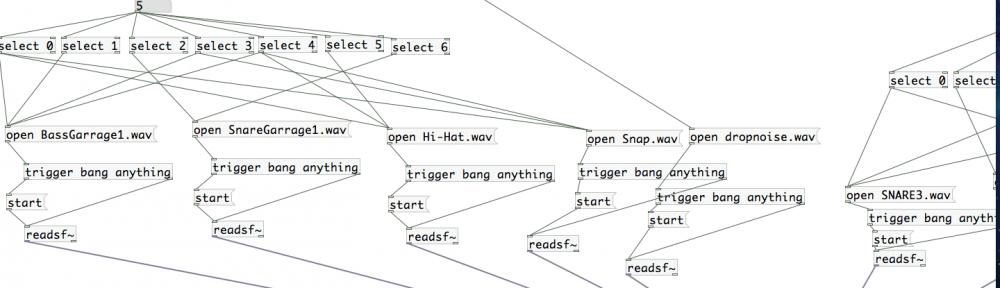 5
select 0 select 1 select 2 select 3 select 4 select 5 select 6
select 0 select
open BassGarrage1.wav open SnareGarrage1.wav open Hi-Hat.wav open Snap.wav open dropnoise.wav
trigger bang anything trigger bang anything trigger bang anything trigger bang anything
open SNARE3.wav
start start start start trigger bang anything
start trigger bang anyth
readsf~ readsf~ readsf~ readsf~ start
readsf~ readsf~